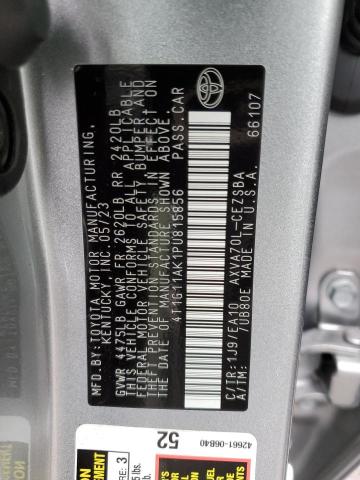 MFD.BY:TOYOTA MOTOR MANUFACTURING,
KENTUCKY, INC. 05/23
GVWR 4475LB GAWR FR 2620LB RR 2420LB
THIS VEHICLE CONFORMS TO ALL APPLICABLE
FEDERAL MOTOR VEHICLE SAFETY, BUMPER, AND
THEFT PREVENTION STANDARDS IN EFFECT ON
THE DATE OF MANUFACTURE SHOWN ABOVE.
4T1G11AK1PU815856 PASS.CAR
C/TR: 1J9/EA10 AXVA70L-CEZSBA
A/TM: /UB80E MADE IN U.S.A.
66107
42661-06B40
52